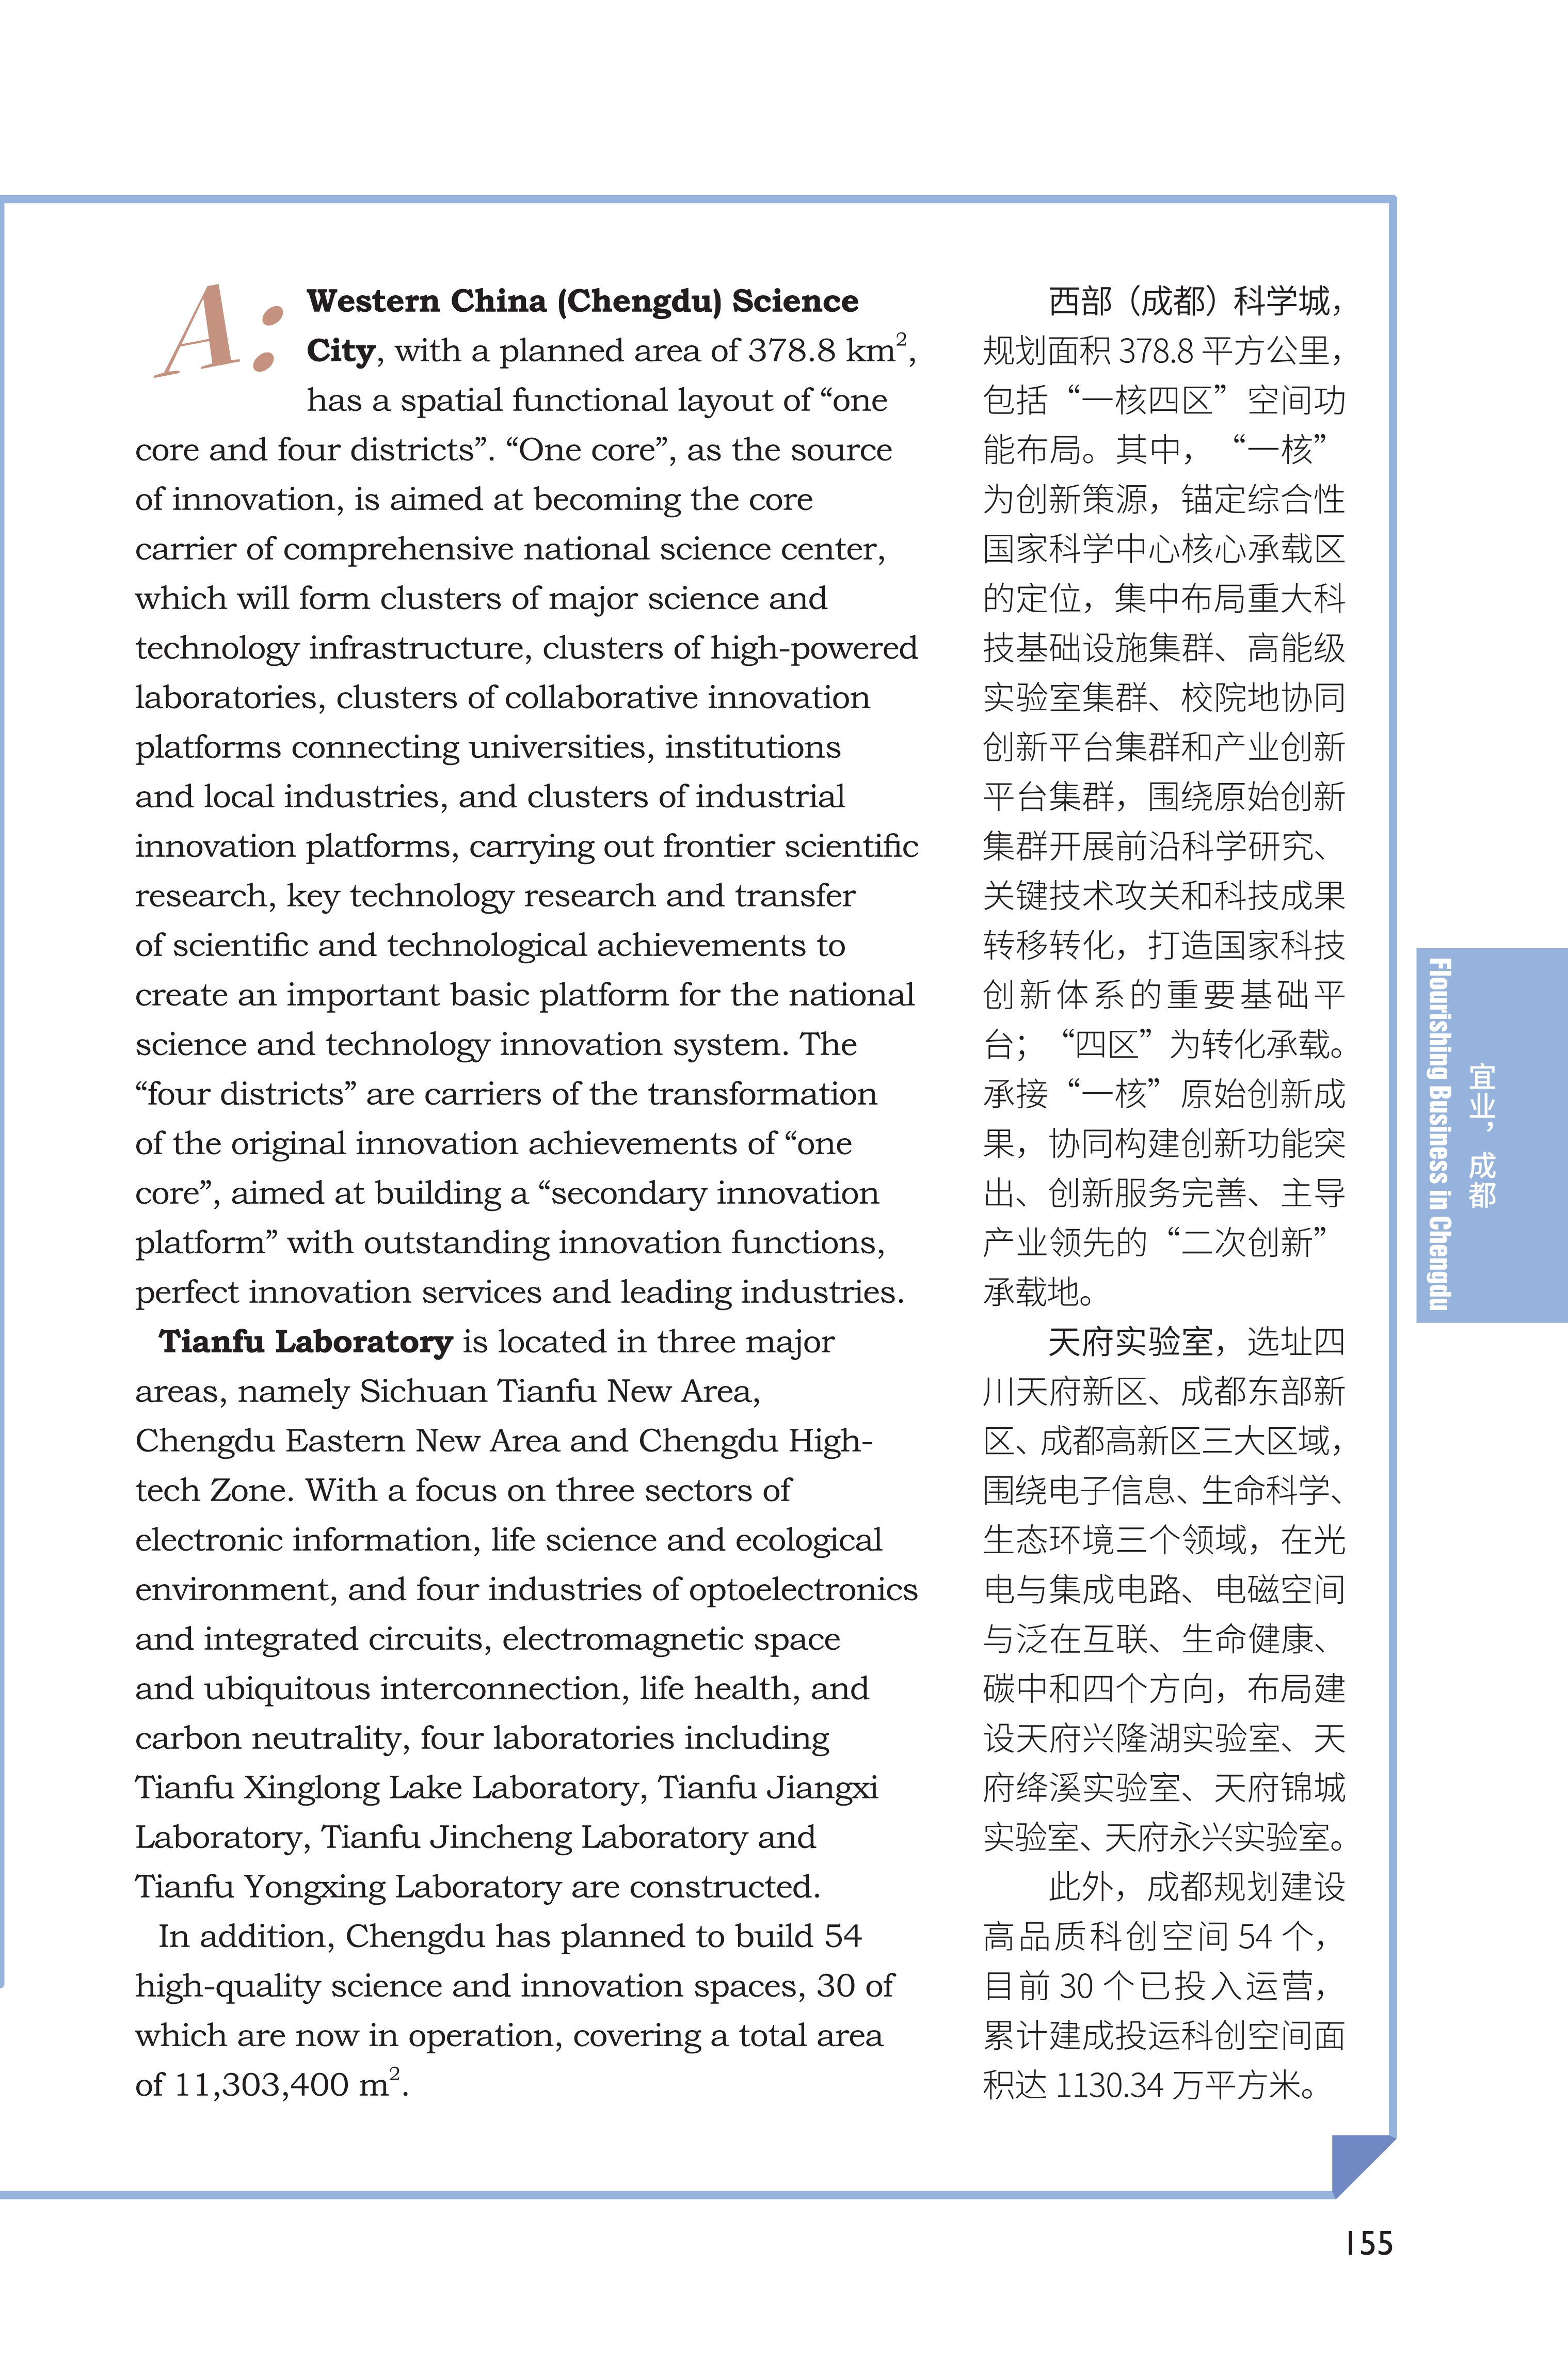 A:
Western China (Chengdu) Science
City, with a planned area of 378.8 km²,
has a spatial functional layout of “one
core and four districts”. “One core”, as the source
of innovation, is aimed at becoming the core
carrier of comprehensive national science center,
which will form clusters of major science and
technology infrastructure, clusters of high-powered
laboratories, clusters of collaborative innovation
platforms connecting universities, institutions
and local industries, and clusters of industrial
innovation platforms, carrying out frontier scientific
research, key technology research and transfer
of scientific and technological achievements to
create an important basic platform for the national
science and technology innovation system. The
“four districts” are carriers of the transformation
of the original innovation achievements of “one
core”, aimed at building a “secondary innovation
platform” with outstanding innovation functions,
perfect innovation services and leading industries.
Tianfu Laboratory is located in three major
areas, namely Sichuan Tianfu New Area,
Chengdu Eastern New Area and Chengdu High-
tech Zone. With a focus on three sectors of
electronic information, life science and ecological
environment, and four industries of optoelectronics
and integrated circuits, electromagnetic space
and ubiquitous interconnection, life health, and
carbon neutrality, four laboratories including
Tianfu Xinglong Lake Laboratory, Tianfu Jiangxi
Laboratory, Tianfu Jincheng Laboratory and
Tianfu Yongxing Laboratory are constructed.
In addition, Chengdu has planned to build 54
high-quality science and innovation spaces, 30 of
which are now in operation, covering a total area
of 11,303,400 m².
西部（成都）科学城，
规划面积 378.8 平方公里，
包括“一核四区”空间功
能布局。其中，“一核”
为创新策源，锚定综合性
国家科学中心核心承载区
的定位，集中布局重大科
技基础设施集群、高能级
实验室集群、校院地协同
创新平台集群和产业创新
平台集群，围绕原始创新
集群开展前沿科学研究、
关键技术攻关和科技成果
转移转化，打造国家科技
创新体系的重要基础平
台；“四区”为转化承载。
承接“一核”原始创新成
果，协同构建创新功能突
出、创新服务完善、主导
产业领先的“二次创新”
承载地。
天府实验室，选址四
川天府新区、成都东部新
区、成都高新区三大区域，
围绕电子信息、生命科学、
生态环境三个领域，在光
电与集成电路、电磁空间
与泛在互联、生命健康、
碳中和四个方向，布局建
设天府兴隆湖实验室、天
府绛溪实验室、天府锦城
实验室、天府永兴实验室。
此外，成都规划建设
高品质科创空间 54 个，
目前 30 个已投入运营，
累计建成投运科创空间面
积达 1130.34 万平方米。
宜业，成都
Flourishing Business in Chengdu
155